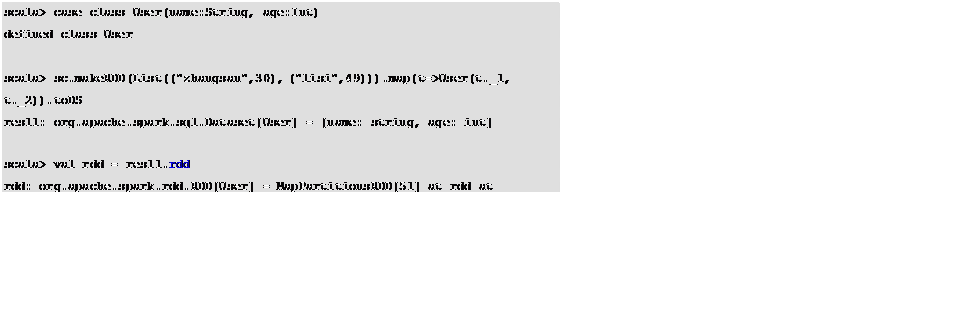 scala> case class User(name:String, age:Int)
defined class User
scala> sc.makeRDD(List(("zhangsan",30), ("lisi",49))).map(t=>User(t._1,
t._2)).toDS
res11: org.apache.spark.sql.Dataset[User] = [name: string, age: int]
scala> val rdd = res11.rdd
rdd: org.apache.spark.rdd.RDD[User] = MapPartitionsRDD[51] at rdd at